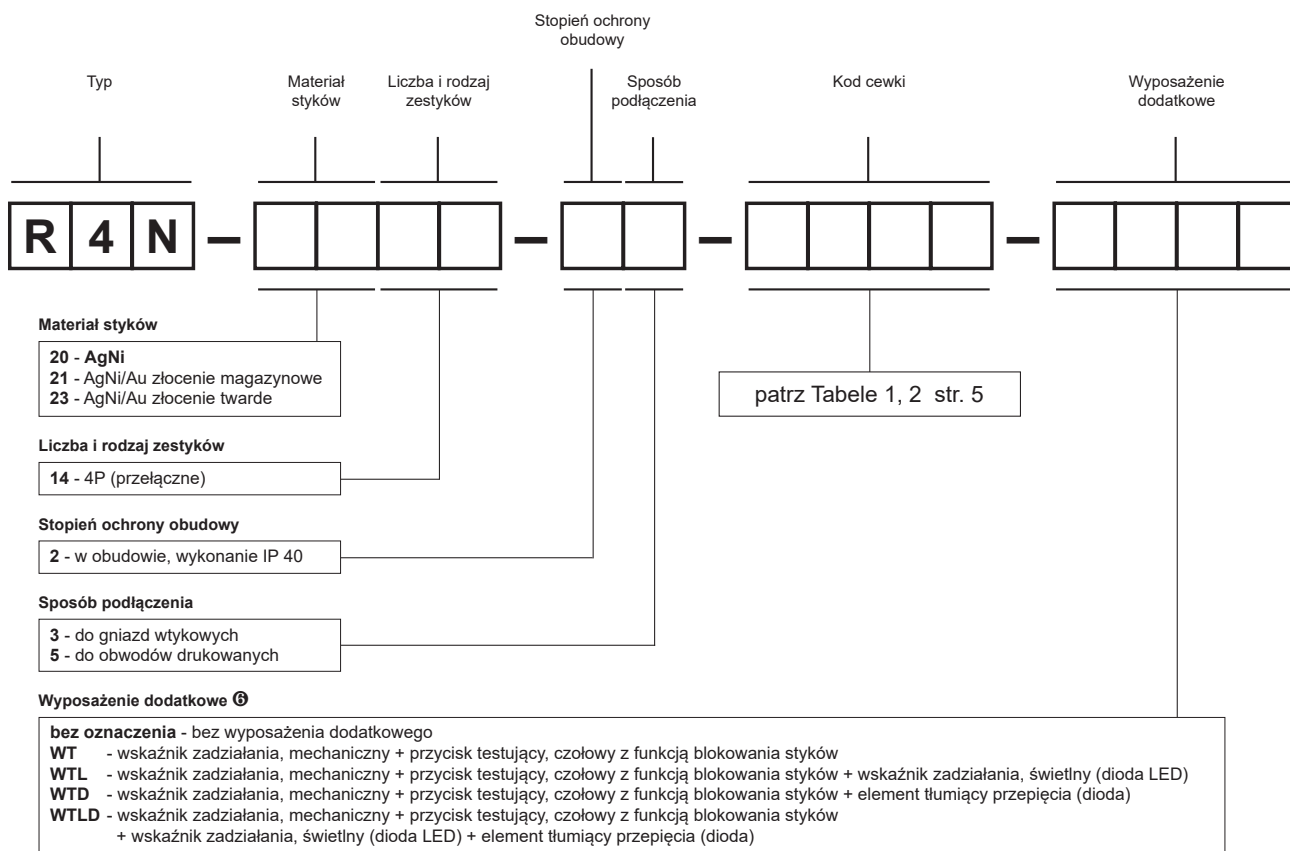 Stopień ochrony
obudowy
Typ
Materiał
styków
Liczba i rodzaj
zestyków
Sposób
podłączenia
Kod cewki
Wyposażenie
dodatkowe
R 4 N – – – –
Materiał styków
20 - AgNi
21 - AgNi/Au złocenie magazynowe
23 - AgNi/Au złocenie twarde
patrz Tabele 1, 2 str. 5
Liczba i rodzaj zestyków
14 - 4P (przełączne)
Stopień ochrony obudowy
2 - w obudowie, wykonanie IP 40
Sposób podłączenia
3 - do gniazd wtykowych
5 - do obwodów drukowanych
Wyposażenie dodatkowe ❻
bez oznaczenia - bez wyposażenia dodatkowego
WT - wskaźnik zadziałania, mechaniczny + przycisk testujący, czołowy z funkcją blokowania styków
WTL - wskaźnik zadziałania, mechaniczny + przycisk testujący, czołowy z funkcją blokowania styków + wskaźnik zadziałania, świetlny (dioda LED)
WTD - wskaźnik zadziałania, mechaniczny + przycisk testujący, czołowy z funkcją blokowania styków + element tłumiący przepięcia (dioda)
WTLD - wskaźnik zadziałania, mechaniczny + przycisk testujący, czołowy z funkcją blokowania styków
+ wskaźnik zadziałania, świetlny (dioda LED) + element tłumiący przepięcia (dioda)